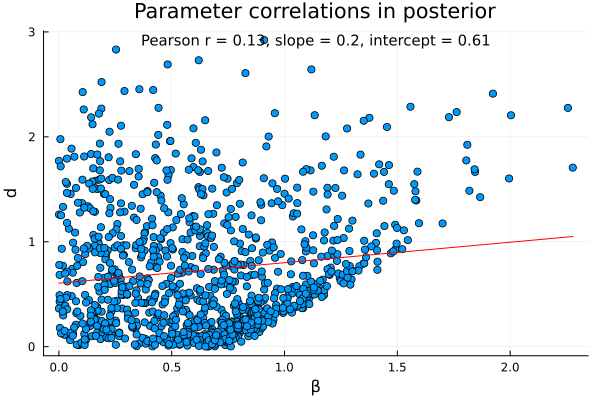 Parameter correlations in posterior
Pearson r = 0.13, slope = 0.2, intercept = 0.61
3
2
1
0
d
0.0 0.5 1.0 1.5 2.0
β